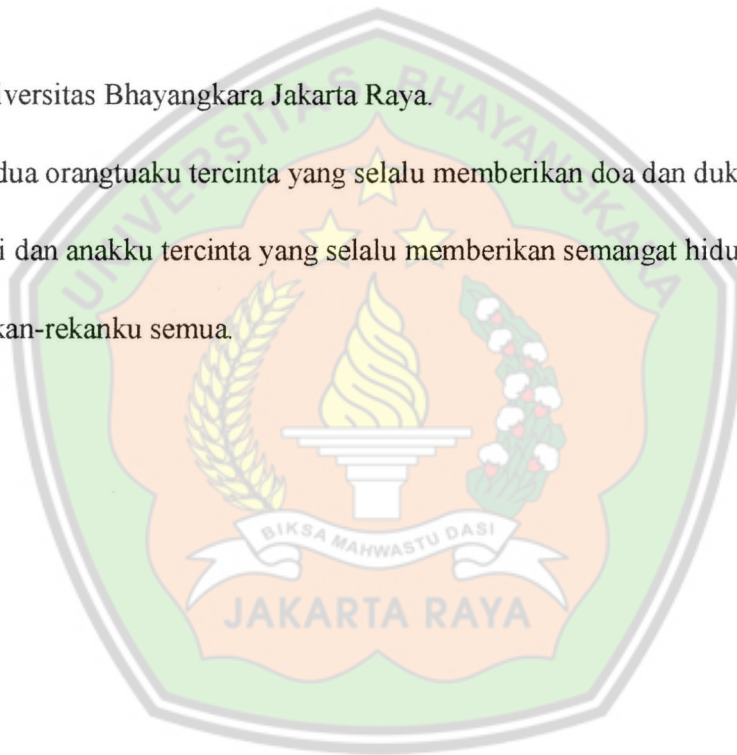 iversitas Bhayangkara Jakarta Raya.
dua orangtuaku tercinta yang selalu memberikan doa dan duk
i dan anakku tercinta yang selalu memberikan semangat hidu
kan-rekanku semua.
UNIVERSITAS BHAYANGKARA
BIKSA MAHWASTU DASI
JAKARTA RAYA